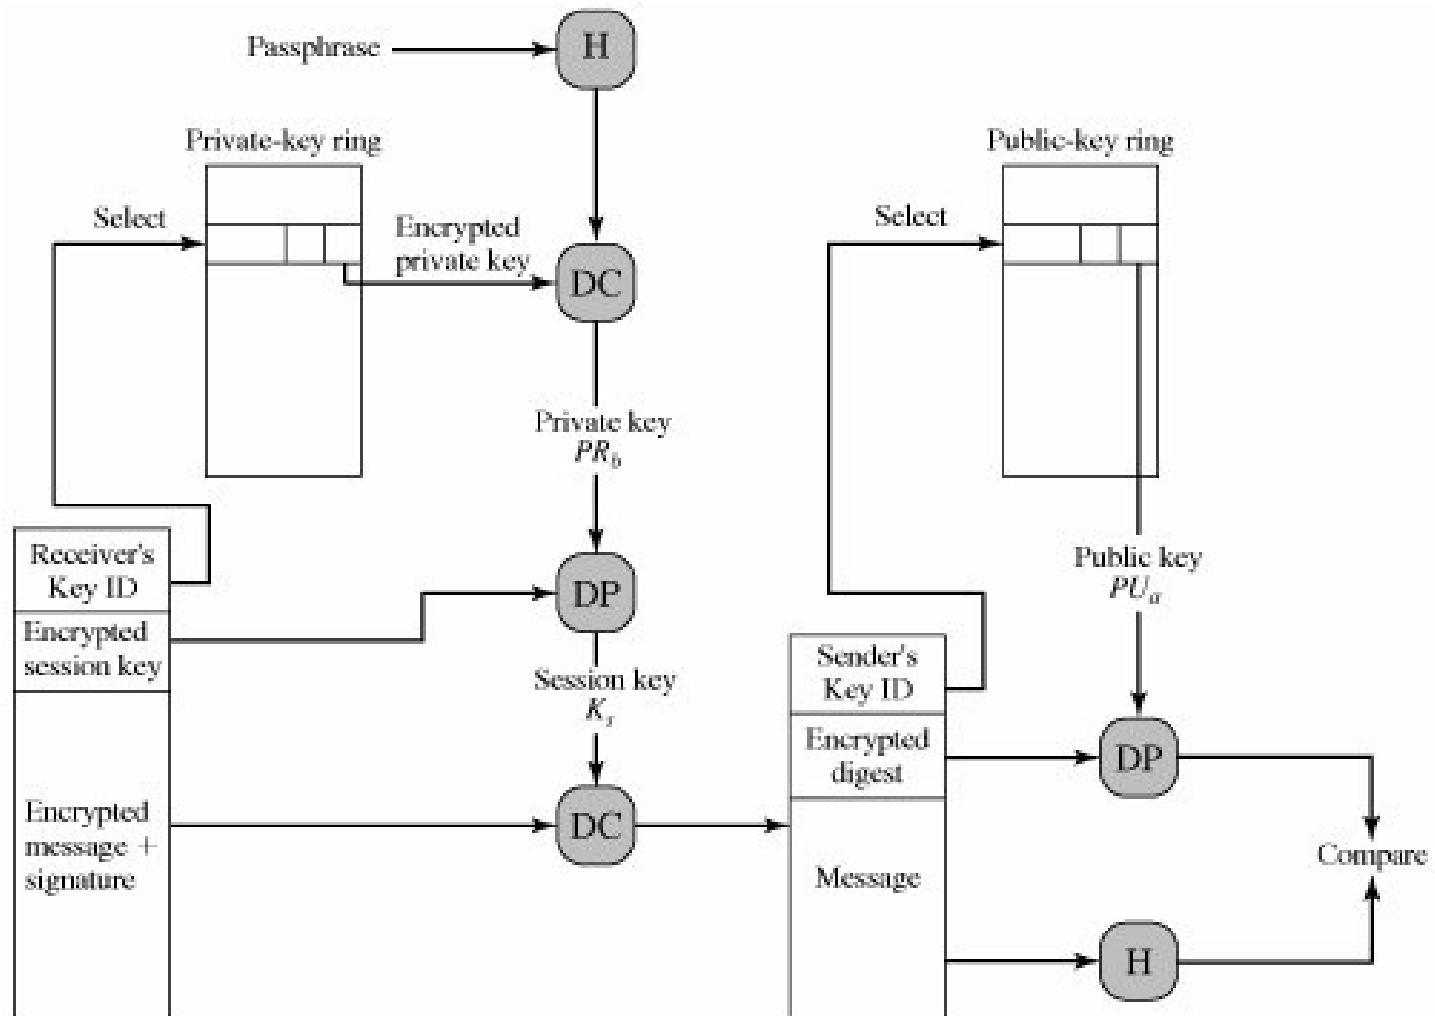 Passphrase
H
Private-key ring
Public-key ring
Select
Encrypted
private key
Select
DC
Private key
PR_b
Receiver's
Key ID
DP
Public key
PU_a
Encrypted
session key
Session key
K_s
Sender's
Key ID
Encrypted
digest
DP
Encrypted
message +
signature
DC
Message
Compare
H